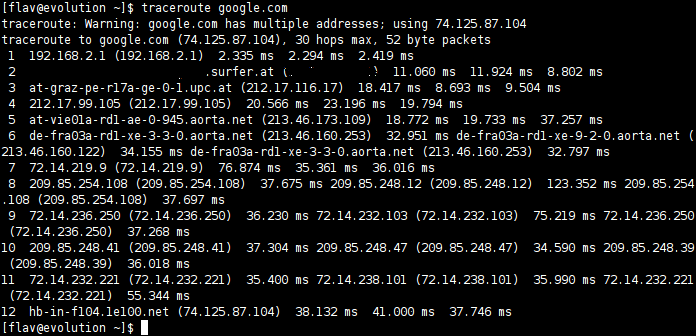 [flav@evolution ~]$ traceroute google.com
traceroute: Warning: google.com has multiple addresses; using 74.125.87.104
traceroute to google.com (74.125.87.104), 30 hops max, 52 byte packets
1 192.168.2.1 (192.168.2.1) 2.335 ms 2.294 ms 2.419 ms
2 .surfer.at ( ) 11.060 ms 11.924 ms 8.802 ms
3 at-graz-pe-r17a-ge-0-1.upc.at (212.17.116.17) 18.417 ms 8.693 ms 9.504 ms
4 212.17.99.105 (212.17.99.105) 20.566 ms 23.196 ms 19.794 ms
5 at-vie01a-rd1-ae-0-945.aorta.net (213.46.173.109) 18.772 ms 19.733 ms 37.257 ms
6 de-fra03a-rd1-xe-3-3-0.aorta.net (213.46.160.253) 32.951 ms de-fra03a-rd1-xe-9-2-0.aorta.net (
213.46.160.122) 34.155 ms de-fra03a-rd1-xe-3-3-0.aorta.net (213.46.160.253) 32.797 ms
7 72.14.219.9 (72.14.219.9) 76.874 ms 35.361 ms 36.016 ms
8 209.85.254.108 (209.85.254.108) 37.675 ms 209.85.248.12 (209.85.248.12) 123.352 ms 209.85.254
.108 (209.85.254.108) 37.697 ms
9 72.14.236.250 (72.14.236.250) 36.230 ms 72.14.232.103 (72.14.232.103) 75.219 ms 72.14.236.250
(72.14.236.250) 37.268 ms
10 209.85.248.41 (209.85.248.41) 37.304 ms 209.85.248.47 (209.85.248.47) 34.590 ms 209.85.248.39
(209.85.248.39) 36.018 ms
11 72.14.232.221 (72.14.232.221) 35.400 ms 72.14.238.101 (72.14.238.101) 35.990 ms 72.14.232.221
(72.14.232.221) 55.344 ms
12 hb-in-f104.1e100.net (74.125.87.104) 38.132 ms 41.000 ms 37.746 ms
[flav@evolution ~]$